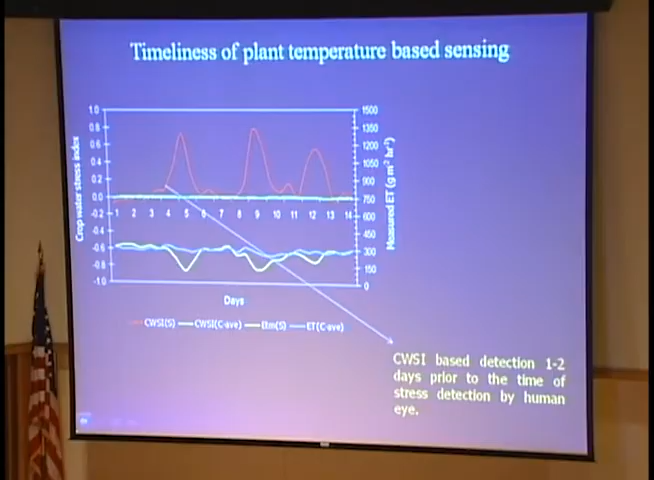 Timeliness of plant temperature based sensing
1.0
0.8
0.6
0.4
0.2
0.0
-0.2
-0.4
-0.6
-0.8
-1.0
Crop water stress index
1 2 3 4 5 6 7 8 9 10 11 12 13 14
1500
1350
1200
1050
900
750
600
450
300
150
0
Measured ET (g m² hr⁻¹)
Days
CWSI(S) CWSI(C-ave) Etm(S) ET(C-ave)
CWSI based detection 1-2
days prior to the time of
stress detection by human
eye.